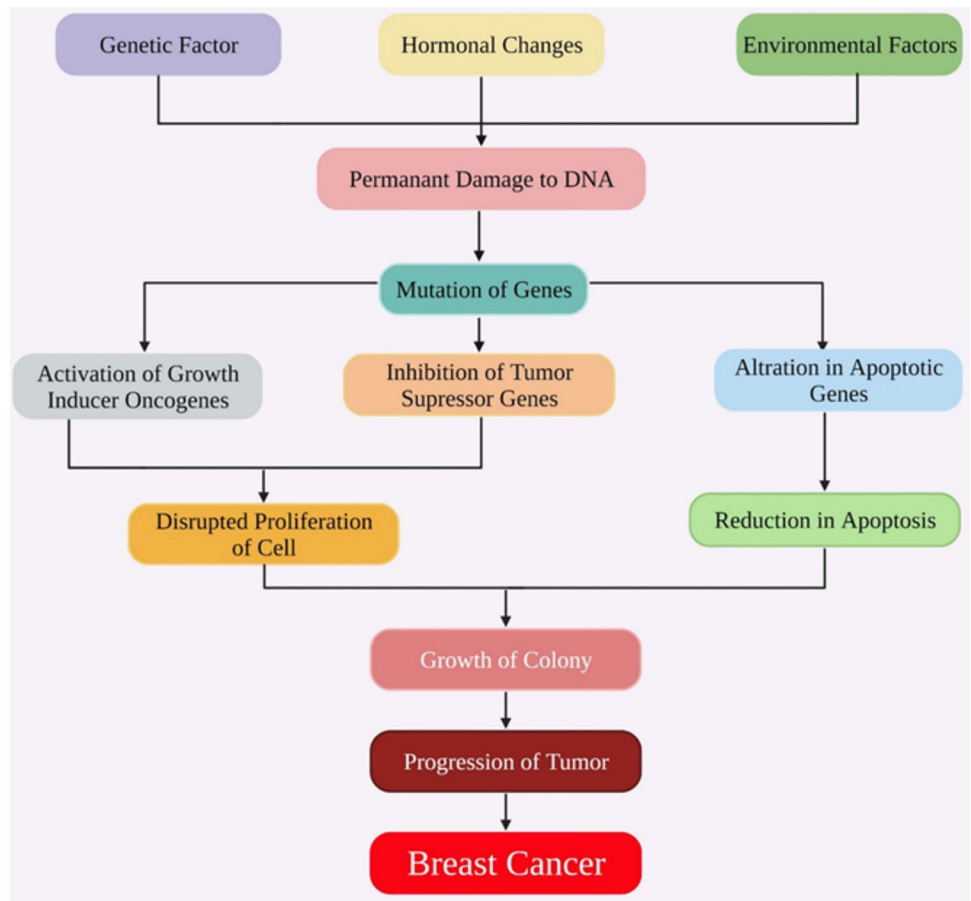 Genetic Factor
Hormonal Changes
Environmental Factors
Permanant Damage to DNA
Mutation of Genes
Activation of Growth
Inducer Oncogenes
Inhibition of Tumor
Supressor Genes
Altration in Apoptotic
Genes
Disrupted Proliferation
of Cell
Reduction in Apoptosis
Growth of Colony
Progression of Tumor
Breast Cancer